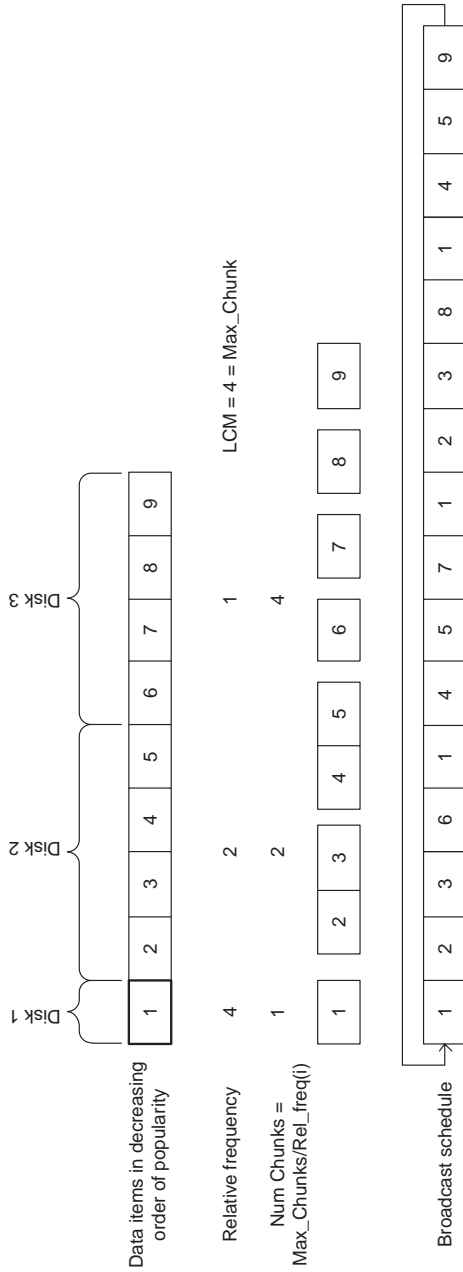 Disk 1 Disk 2 Disk 3
Data items in decreasing
order of popularity
1 2 3 4 5 6 7 8 9
Relative frequency 4 2 1 LCM = 4 = Max_Chunk
Num Chunks =
Max_Chunks/Rel_freq(i)
1 2 4
1 2 3 4 5 6 7 8 9
Broadcast schedule
1 2 3 6 1 4 5 7 1 2 3 8 1 4 5 9